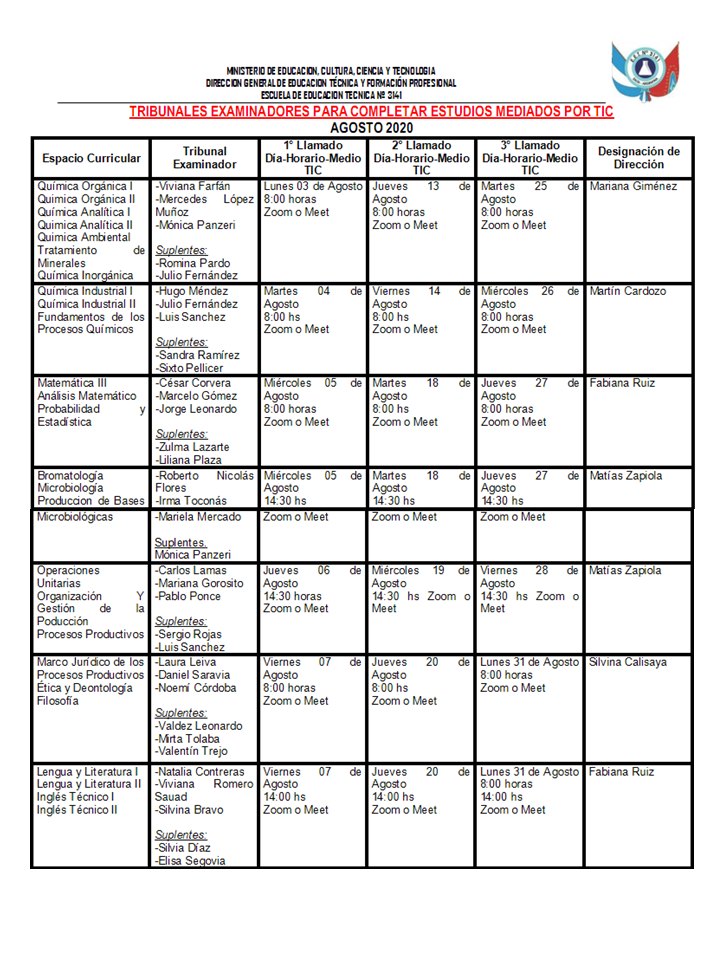 MINISTERIO DE EDUCACION, CULTURA, CIENCIA Y TECNOLOGIA
DIRECCION GENERAL DE EDUCACION TÉCNICA Y FORMACIÓN PROFESIONAL
ESCUELA DE EDUCACION TECNICA Nº 3141
TRIBUNALES EXAMINADORES PARA COMPLETAR ESTUDIOS MEDIADOS POR TIC
AGOSTO 2020
Espacio Curricular
Tribunal
Examinador
1° Llamado
Día-Horario-Medio
TIC
2° Llamado
Día-Horario-Medio
TIC
3° Llamado
Día-Horario-Medio
TIC
Designación de
Dirección
Química Orgánica I
Quimica Orgánica II
Química Analítica I
Quimica Analítica II
Quimica Ambiental
Tratamiento de
Minerales
Química Inorgánica
-Viviana Farfán
-Mercedes López
Muñoz
-Mónica Panzeri
Suplentes:
-Romina Pardo
-Julio Fernández
Lunes 03 de Agosto
8:00 horas
Zoom o Meet
Jueves 13 de
Agosto
8:00 horas
Zoom o Meet
Martes 25 de
Agosto
8:00 horas
Zoom o Meet
Mariana Giménez
Química Industrial I
Química Industrial II
Fundamentos de los
Procesos Químicos
-Hugo Méndez
-Julio Fernández
-Luis Sanchez
Suplentes:
-Sandra Ramírez
-Sixto Pellicer
Martes 04 de
Agosto
8:00 hs
Zoom o Meet
Viernes 14 de
Agosto
8:00 hs
Zoom o Meet
Miércoles 26 de
Agosto
8:00 horas
Zoom o Meet
Martín Cardozo
Matemática III
Análisis Matemático
Probabilidad y
Estadística
-César Corvera
-Marcelo Gómez
-Jorge Leonardo
Suplentes:
-Zulma Lazarte
-Liliana Plaza
Miércoles 05 de
Agosto
8:00 horas
Zoom o Meet
Martes 18 de
Agosto
8:00 hs
Zoom o Meet
Jueves 27 de
Agosto
8:00 horas
Zoom o Meet
Fabiana Ruiz
Bromatología
Microbiología
Produccion de Bases
-Roberto Nicolás
Flores
-Irma Toconás
Miércoles 05 de
Agosto
14:30 hs
Martes 18 de
Agosto
14:30 hs
Jueves 27 de
Agosto
14:30 hs
Matías Zapiola
Microbiológicas
-Mariela Mercado
Suplentes.
Mónica Panzeri
Zoom o Meet
Zoom o Meet
Zoom o Meet
Operaciones
Unitarias
Organización Y
Gestión de la
Poducción
Procesos Productivos
-Carlos Lamas
-Mariana Gorosito
-Pablo Ponce
Suplentes:
-Sergio Rojas
-Luis Sanchez
Jueves 06 de
Agosto
14:30 horas
Zoom o Meet
Miércoles 19 de
Agosto
14:30 hs Zoom o
Meet
Viernes 28 de
Agosto
14:30 hs Zoom o
Meet
Matías Zapiola
Marco Jurídico de los
Procesos Productivos
Ética y Deontología
Filosofía
-Laura Leiva
-Daniel Saravia
-Noemí Córdoba
Suplentes:
-Valdez Leonardo
-Mirta Tolaba
-Valentín Trejo
Viernes 07 de
Agosto
8:00 horas
Zoom o Meet
Jueves 20 de
Agosto
8:00 hs
Zoom o Meet
Lunes 31 de Agosto
8:00 horas
Zoom o Meet
Silvina Calisaya
Lengua y Literatura I
Lengua y Literatura II
Inglés Técnico I
Inglés Técnico II
-Natalia Contreras
-Viviana Romero
Sauad
-Silvina Bravo
Suplentes:
-Silvia Díaz
-Elisa Segovia
Viernes 07 de
Agosto
14:00 hs
Zoom o Meet
Jueves 20 de
Agosto
14:00 hs
Zoom o Meet
Lunes 31 de Agosto
8:00 horas
14:00 hs
Zoom o Meet
Fabiana Ruiz